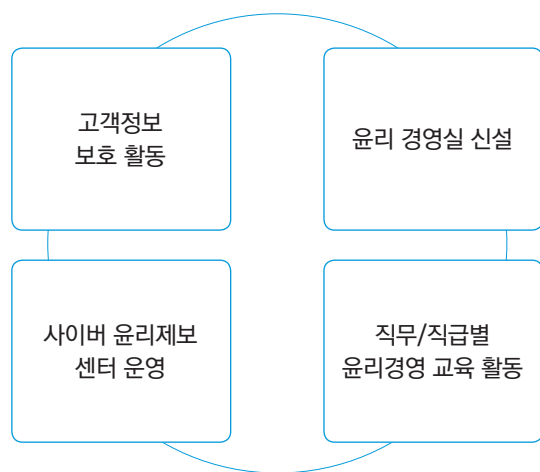 고객정보
보호 활동
윤리 경영실 신설
사이버 윤리제보
센터 운영
직무/직급별
윤리경영 교육 활동